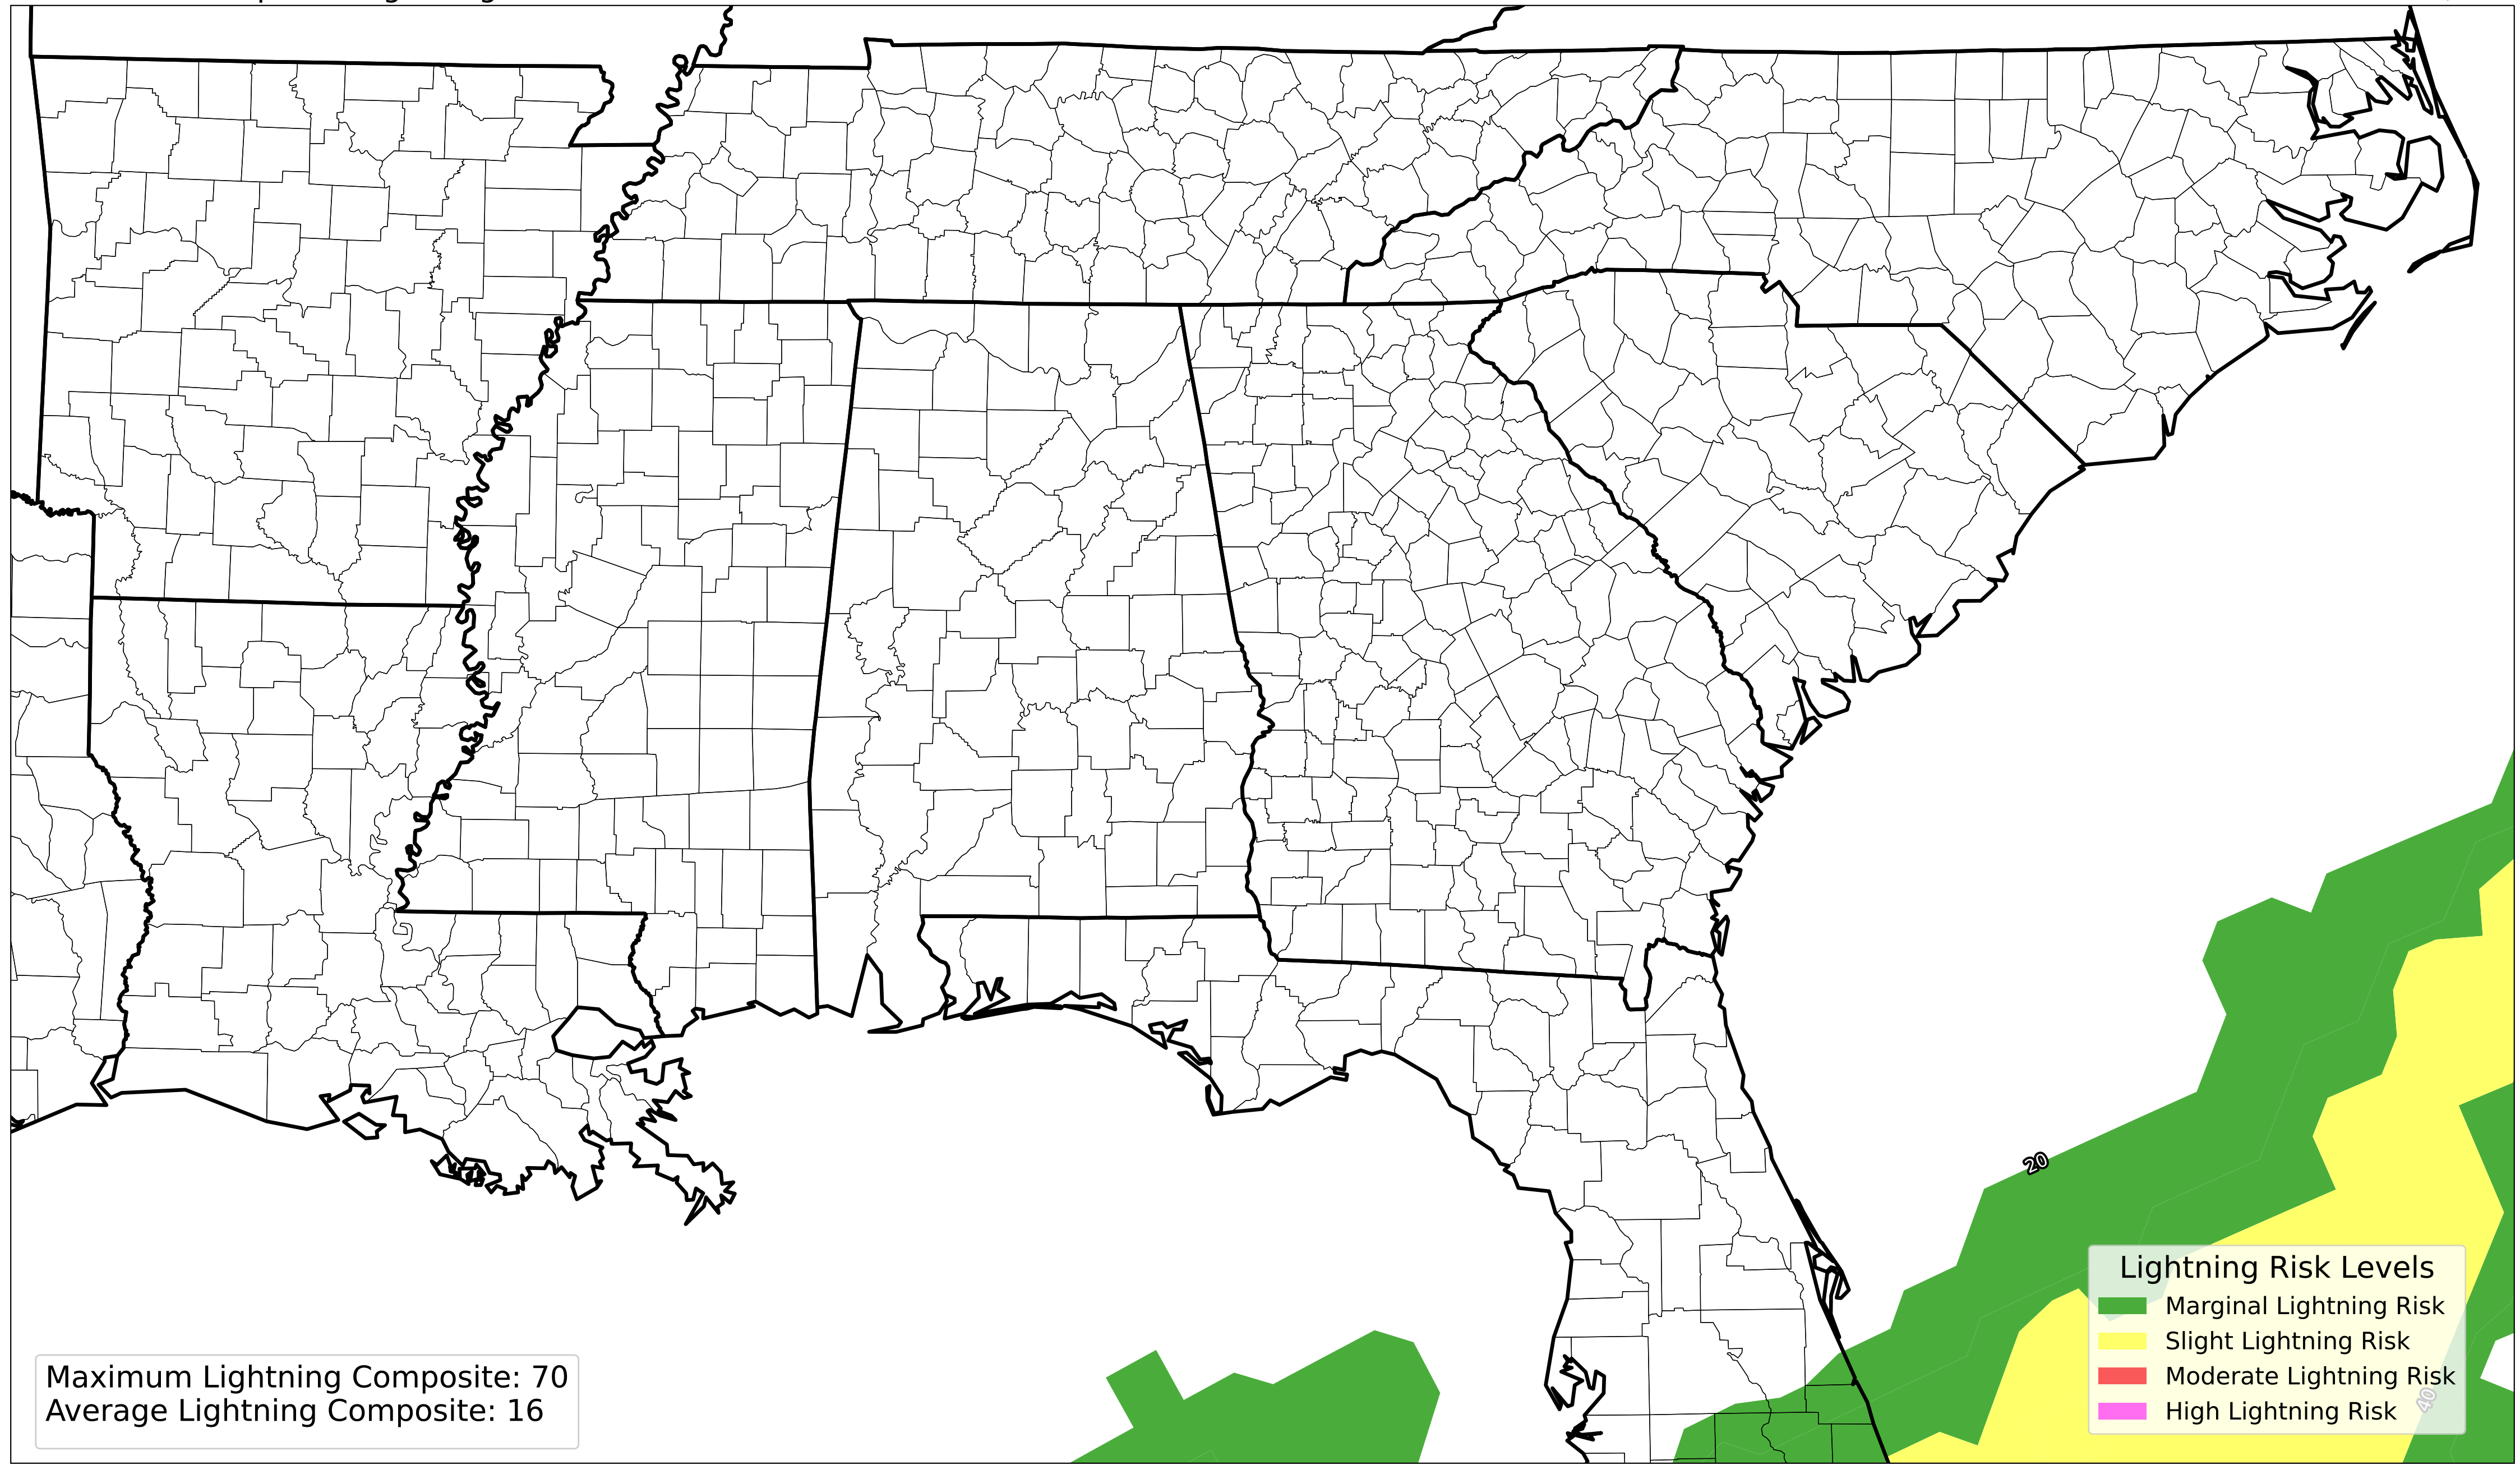 20
Lightning Risk Levels
Marginal Lightning Risk
Slight Lightning Risk
Moderate Lightning Risk
High Lightning Risk
40
Maximum Lightning Composite: 70
Average Lightning Composite: 16